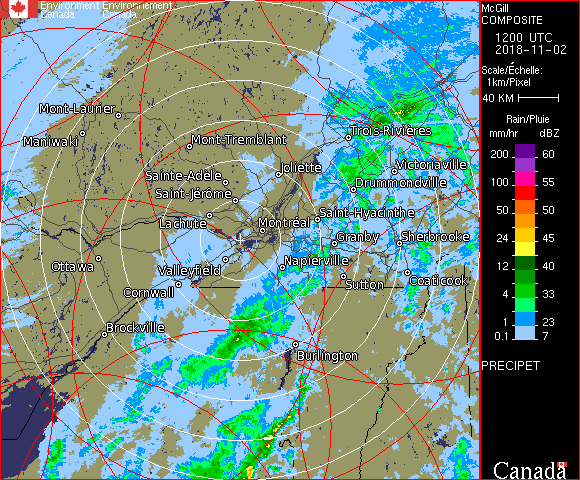 Environment Environnement
Canada Canada
McGill
COMPOSITE
1200 UTC
2018-11-02
Scale/Échelle:
1km/Pixel
40 KM
Rain/Pluie
mm/hr dBZ
200 60
100 55
50 50
24 45
12 40
4 33
1 23
0.1 7
PRECIPET
Canada
Mont-Laurier
Maniwaki
Mont-Tremblant
Trois-Rivières
Joliette
Victoriaville
Sainte-Adèle
Drummondville
Saint-Jérôme
Saint-Hyacinthe
Lachute
Montréal
Granby
Sherbrooke
Ottawa
Valleyfield
Napierville
Cornwall
Sutton
Coaticook
Brockville
Burlington